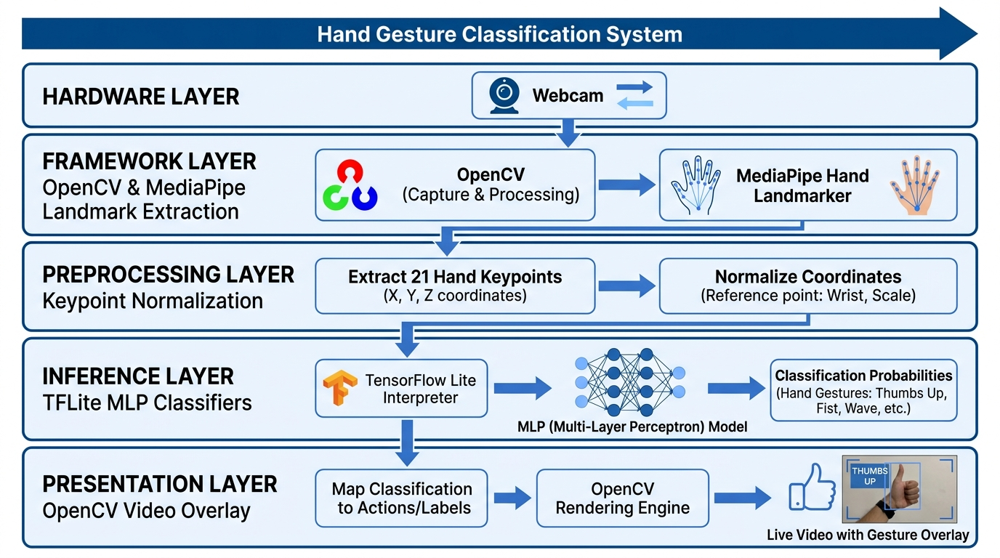 Hand Gesture Classification System
HARDWARE LAYER
Webcam
FRAMEWORK LAYER
OpenCV & MediaPipe
Landmark Extraction
OpenCV
(Capture & Processing)
MediaPipe Hand
Landmarker
PREPROCESSING LAYER
Keypoint Normalization
Extract 21 Hand Keypoints
(X, Y, Z coordinates)
Normalize Coordinates
(Reference point: Wrist, Scale)
INFERENCE LAYER
TFLite MLP Classifiers
TensorFlow Lite
Interpreter
MLP (Multi-Layer Perceptron) Model
Classification Probabilities
(Hand Gestures: Thumbs Up,
Fist, Wave, etc.)
PRESENTATION LAYER
OpenCV Video Overlay
Map Classification
to Actions/Labels
OpenCV
Rendering Engine
THUMBS
UP
Live Video with Gesture Overlay